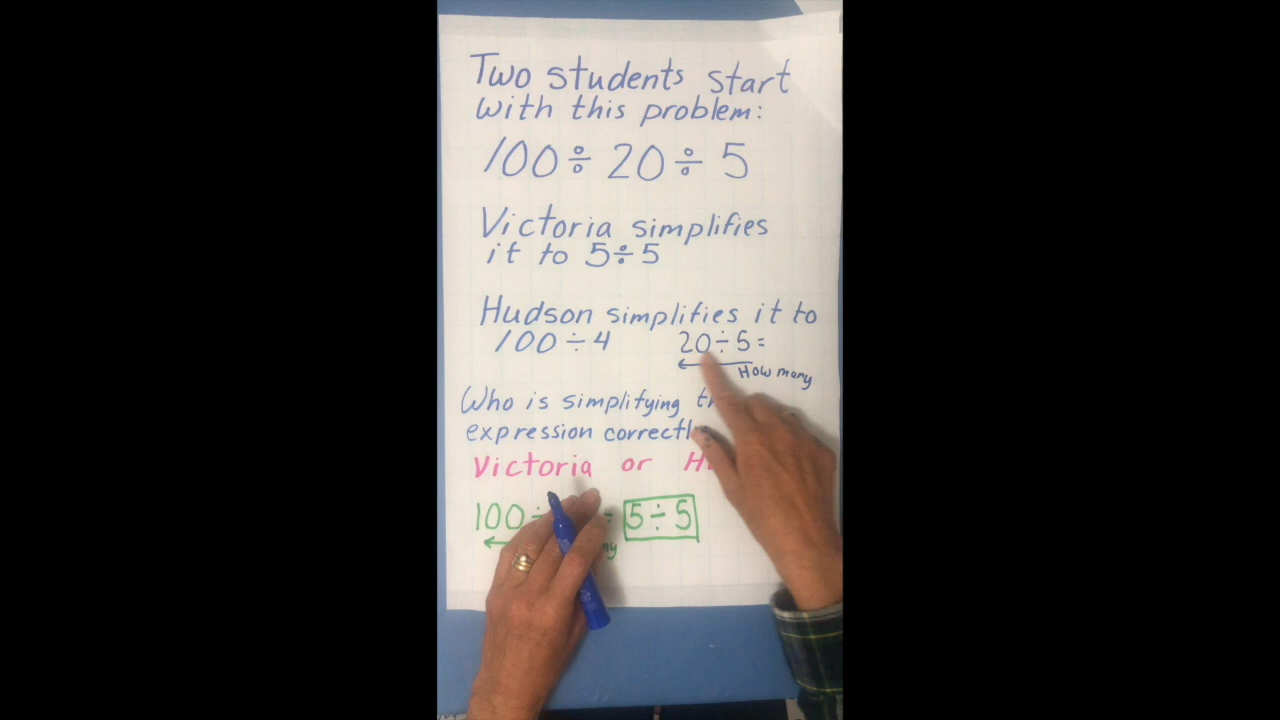 Two students start
with this problem:
100 ÷ 20 ÷ 5
Victoria simplifies
it to 5÷5
Hudson simplifies it to
100 ÷ 4
20÷5=
How many
Who is simplifying
expression correctly
Victoria or
100 ÷ = 5 ÷ 5